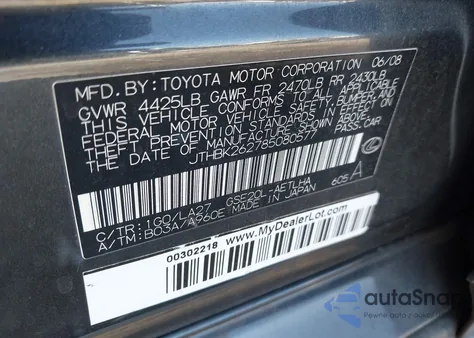 MFD. BY: TOYOTA MOTOR CORPORATION 06/08
GVWR 4425LB GAWR FR 2470LB RR 2430LB
THIS VEHICLE CONFORMS TO ALL APPLICABLE
FEDERAL MOTOR VEHICLE SAFETY, BUMPER, AND
THEFT PREVENTION STANDARDS IN EFFECT ON
THE DATE OF MANUFACTURE SHOWN ABOVE.
JTHBK262785080577 PASS.CAR
C/TR: 1G0/LA27 GSE20L-AETLHA
A/TM: B03A/A960E MADE IN JAPAN 605 A
00302218 www.MyDealerLot.com
autaSnap
Pewne auto z aukcji